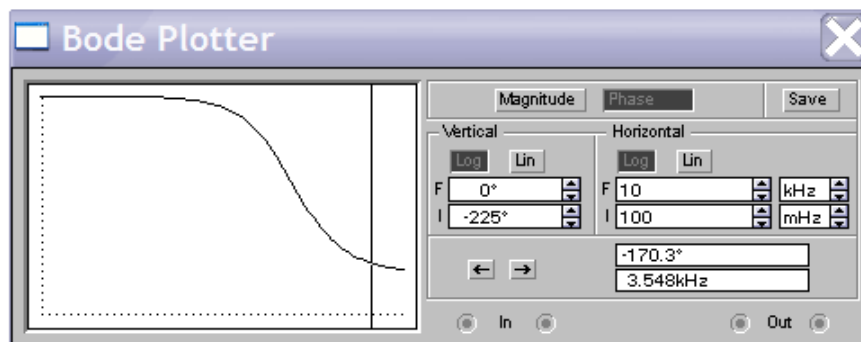 Bode Plotter
Magnitude Phase Save
Vertical Horizontal
Log Lin Log Lin
F 0° F 10 kHz
I -225° I 100 mHz
← →
-170.3°
3.548kHz
In Out